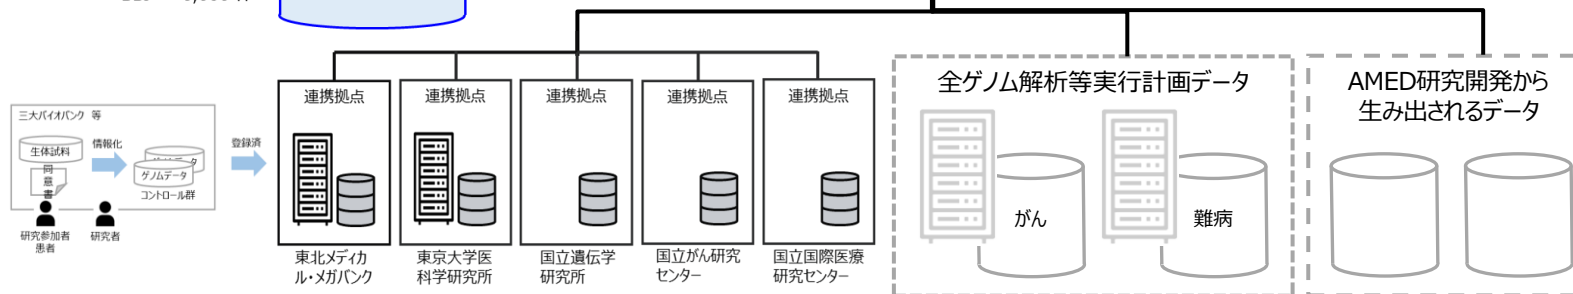 三大バイオバンク 等
生体試料
同
意
書
情報化
ゲノムデータ
コントロール群
研究参加者
患者
研究者
登録済
連携拠点
東北メディカ
ル・メガバンク
連携拠点
東京大学医
科学研究所
連携拠点
国立遺伝学
研究所
連携拠点
国立がん研究
センター
連携拠点
国立国際医療
研究センター
全ゲノム解析等実行計画データ
がん
難病
AMED研究開発から
生み出されるデータ